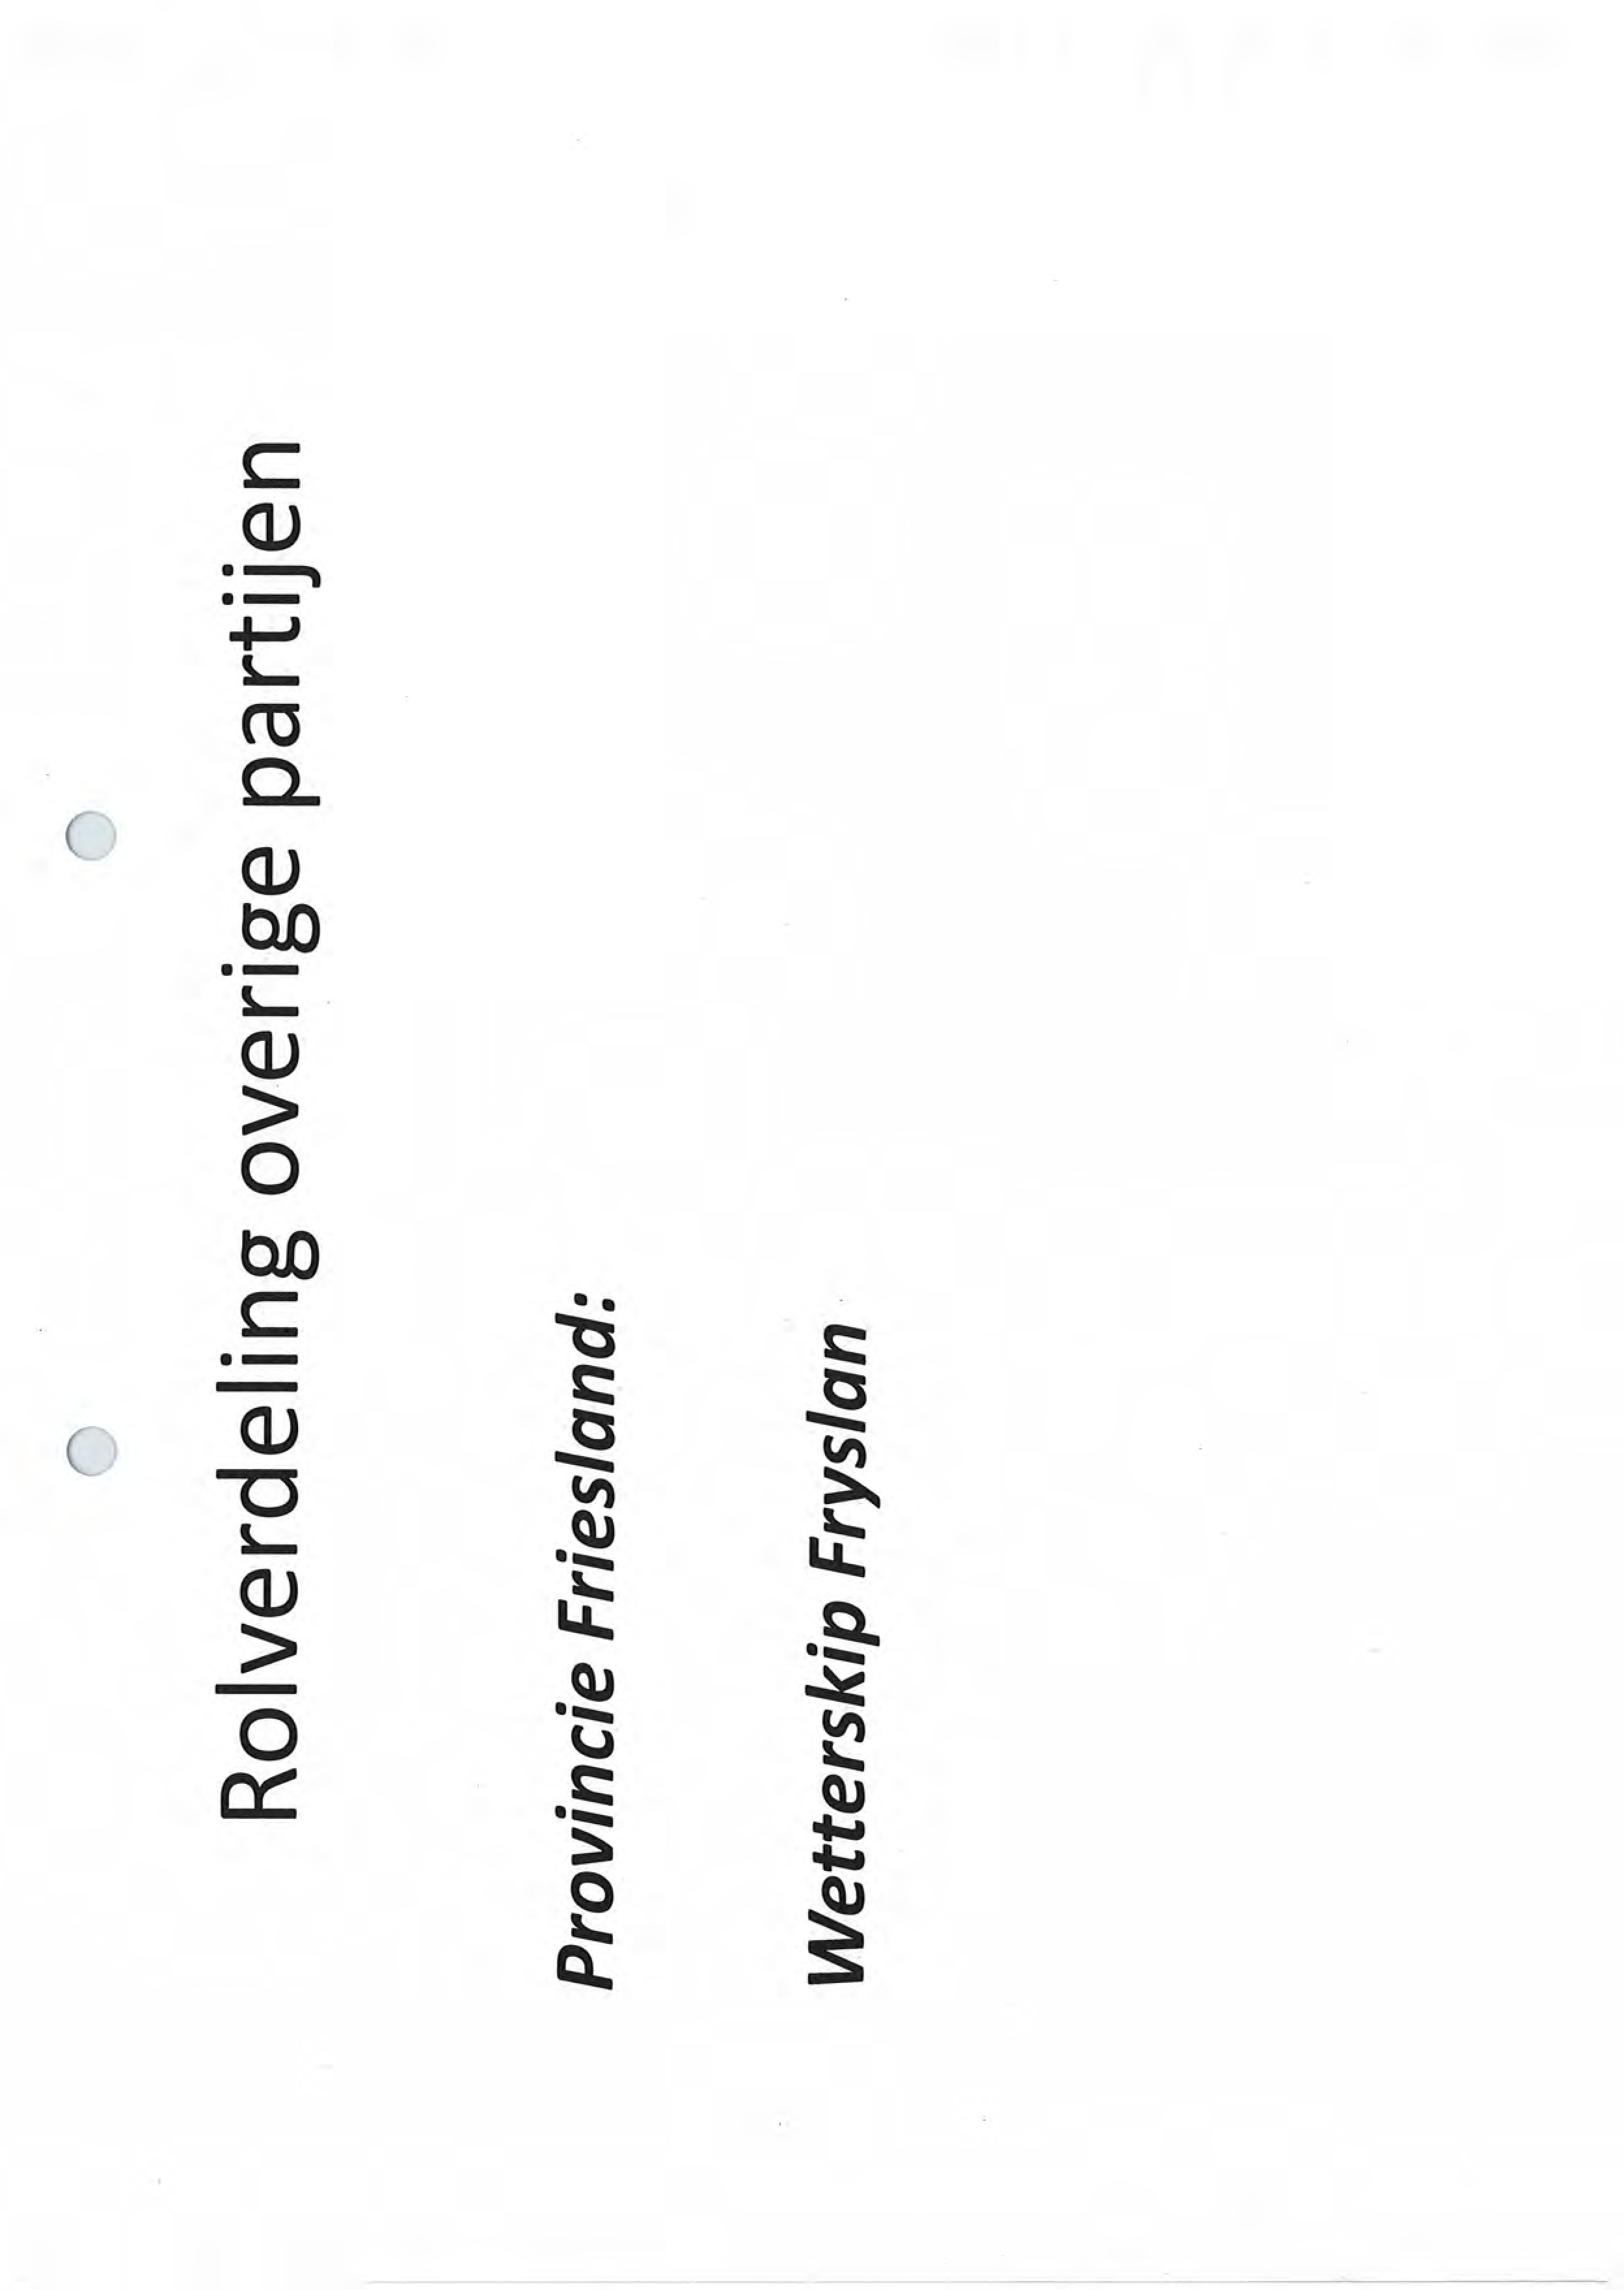 Rolverdeling overige partijen
Provincie Friesland:
Wetterskip Fryslan